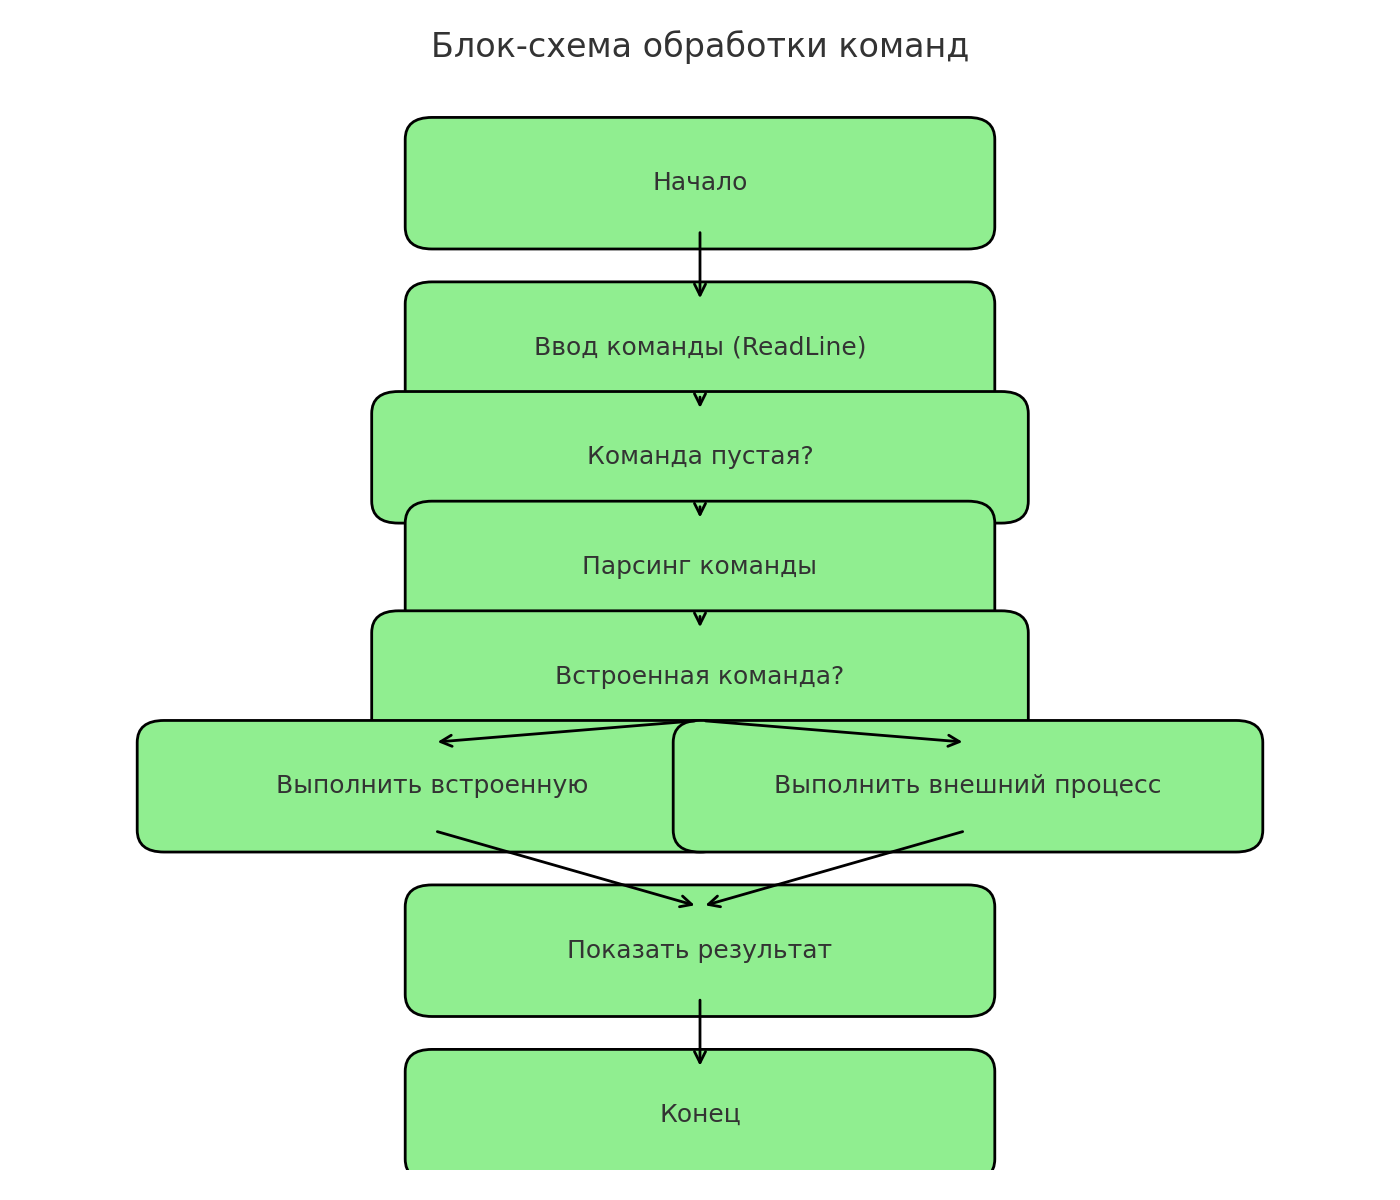 Блок-схема обработки команд
Начало
Ввод команды (ReadLine)
Команда пустая?
Парсинг команды
Встроенная команда?
Выполнить встроенную
Выполнить внешний процесс
Показать результат
Конец